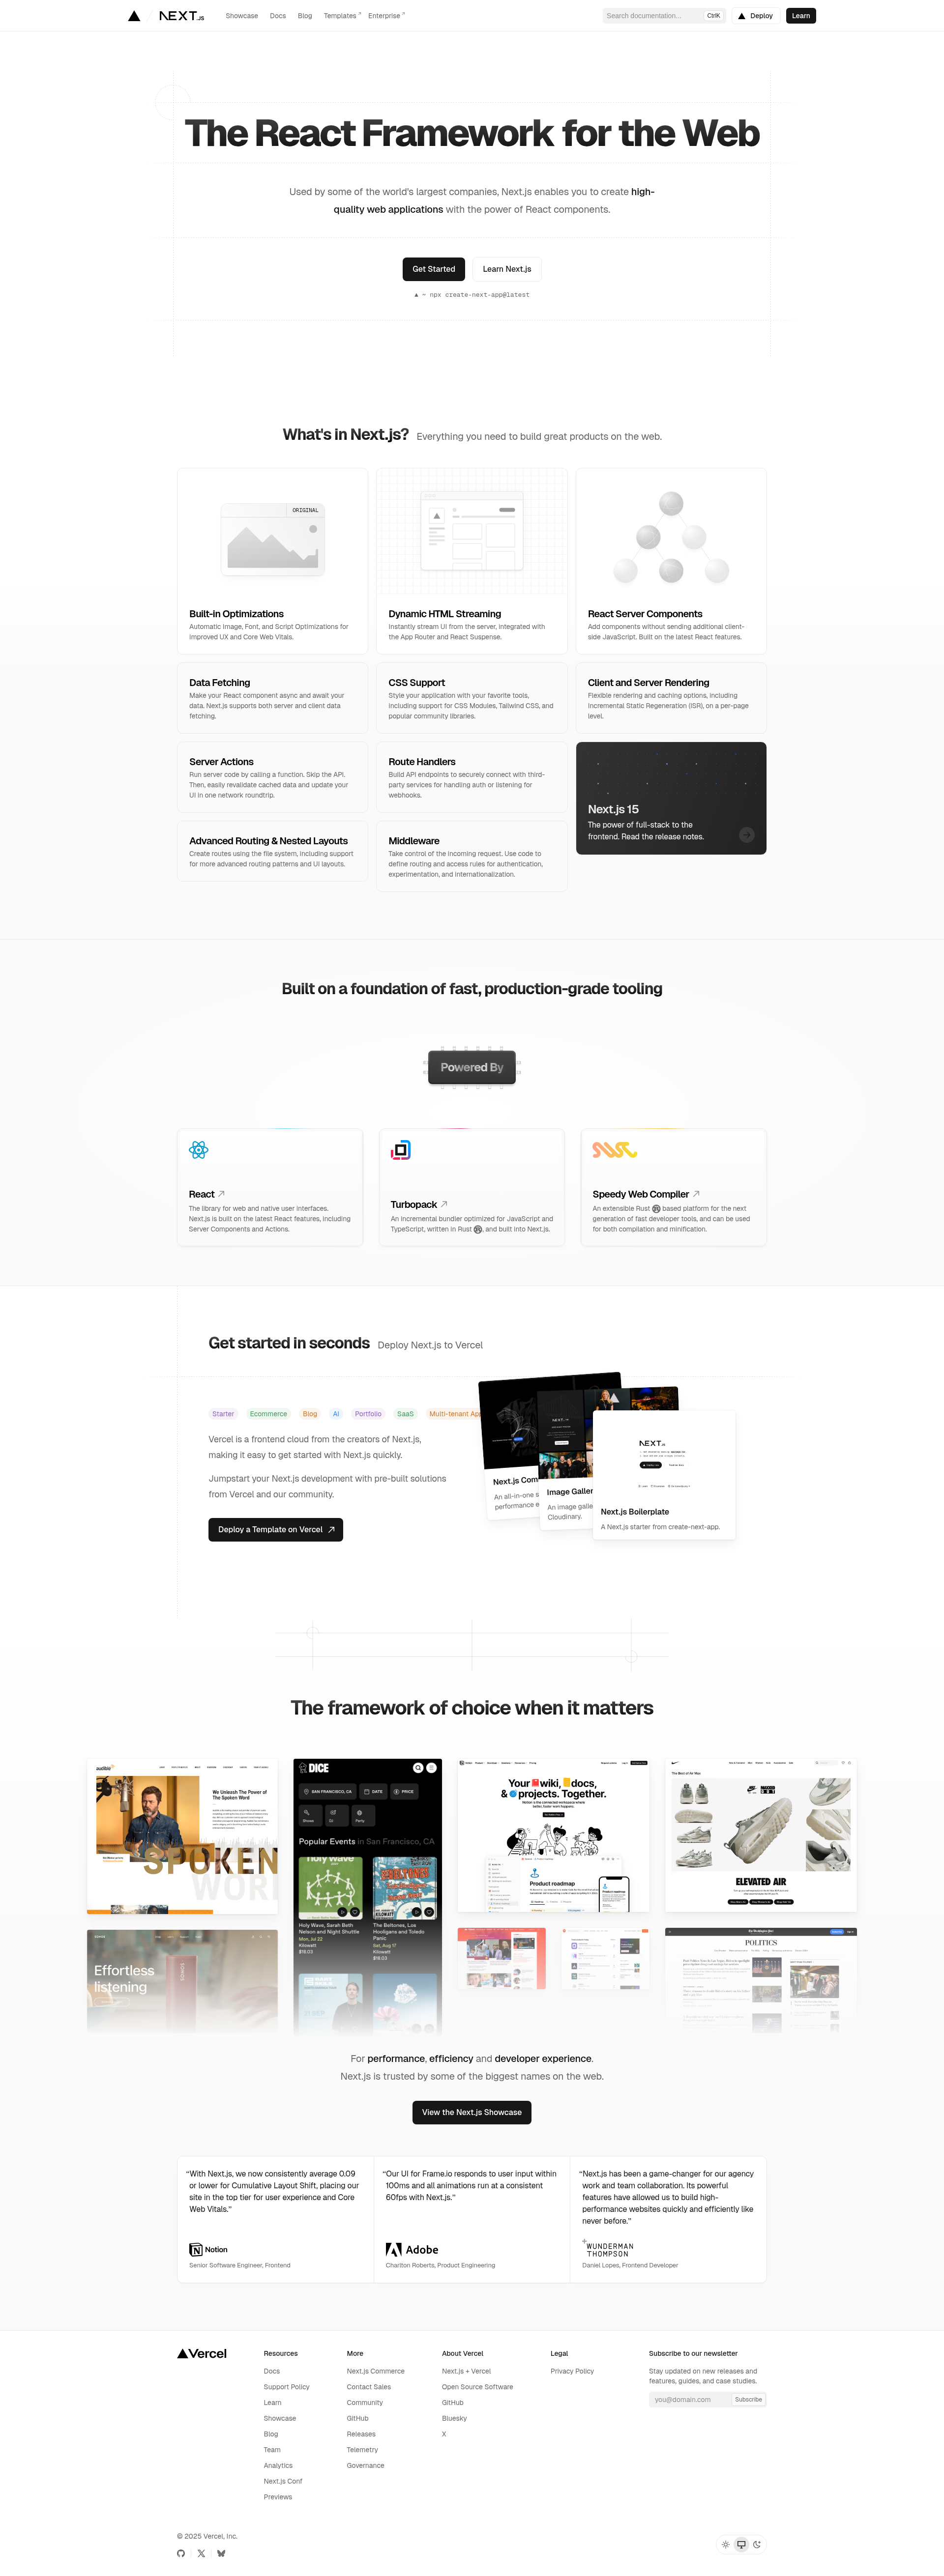 NEXT.JS
Showcase Docs Blog Templates Enterprise
Search documentation... CtrlK Deploy Learn
The React Framework for the Web
Used by some of the world's largest companies, Next.js enables you to create high-
quality web applications with the power of React components.
Get Started Learn Next.js
▲ ~ npx create-next-app@latest
What's in Next.js? Everything you need to build great products on the web.
ORIGINAL
Built-in Optimizations
Automatic Image, Font, and Script Optimizations for
improved UX and Core Web Vitals.
Dynamic HTML Streaming
Instantly stream UI from the server, integrated with
the App Router and React Suspense.
React Server Components
Add components without sending additional client-
side JavaScript. Built on the latest React features.
Data Fetching
Make your React component async and await your
data. Next.js supports both server and client data
fetching.
CSS Support
Style your application with your favorite tools,
including support for CSS Modules, Tailwind CSS, and
popular community libraries.
Client and Server Rendering
Flexible rendering and caching options, including
Incremental Static Regeneration (ISR), on a per-page
level.
Server Actions
Run server code by calling a function. Skip the API.
Then, easily revalidate cached data and update your
UI in one network roundtrip.
Route Handlers
Build API endpoints to securely connect with third-
party services for handling auth or listening for
webhooks.
Next.js 15
The power of full-stack to the
frontend. Read the release notes.
Advanced Routing & Nested Layouts
Create routes using the file system, including support
for more advanced routing patterns and UI layouts.
Middleware
Take control of the incoming request. Use code to
define routing and access rules for authentication,
experimentation, and internationalization.
Built on a foundation of fast, production-grade tooling
Powered By
React
The library for web and native user interfaces.
Next.js is built on the latest React features, including
Server Components and Actions.
Turbopack
An incremental bundler optimized for JavaScript and
TypeScript, written in Rust, and built into Next.js.
Speedy Web Compiler
An extensible Rust based platform for the next
generation of fast developer tools, and can be used
for both compilation and minification.
Get started in seconds Deploy Next.js to Vercel
Starter Ecommerce Blog AI Portfolio SaaS Multi-tenant Ap
Vercel is a frontend cloud from the creators of Next.js,
making it easy to get started with Next.js quickly.
Jumpstart your Next.js development with pre-built solutions
from Vercel and our community.
Deploy a Template on Vercel
Next.js Com
An all-in-one s
performance e
Image Galler
An image galle
Cloudinary.
NEXT.JS
Next.js Boilerplate
A Next.js starter from create-next-app.
The framework of choice when it matters
audible
We Unleash The Power of
The Spoken Word
SPOKEN
WORD
Effortless
listening
DICE
SAN FRANCISCO, CA DATE PRICE
Shows DJ Party
Popular Events in San Francisco, CA
Holy Wave, Sarah Beth
Nelson and Night Shuttle
Mon, Jul 22
Kilowatt
$18.03
The Beltones, Los
Hooligans and Toledo
Panic
Sat, Aug 17
Kilowatt
$18.03
Your wiki, docs,
& projects. Together.
Product roadmap
The Best of Air Max
ELEVATED AIR
POLITICS
For performance, efficiency and developer experience.
Next.js is trusted by some of the biggest names on the web.
View the Next.js Showcase
“With Next.js, we now consistently average 0.09
or lower for Cumulative Layout Shift, placing our
site in the top tier for user experience and Core
Web Vitals.“
Notion
Senior Software Engineer, Frontend
“Our UI for Frame.io responds to user input within
100ms and all animations run at a consistent
60fps with Next.js.“
Adobe
Charlton Roberts, Product Engineering
“Next.js has been a game-changer for our agency
work and team collaboration. Its powerful
features have allowed us to build high-
performance websites quickly and efficiently like
never before.“
WUNDERMAN
THOMPSON
Daniel Lopes, Frontend Developer
Vercel
Resources
Docs
Support Policy
Learn
Showcase
Blog
Team
Analytics
Next.js Conf
Previews
More
Next.js Commerce
Contact Sales
Community
GitHub
Releases
Telemetry
Governance
About Vercel
Next.js + Vercel
Open Source Software
GitHub
Bluesky
X
Legal
Privacy Policy
Subscribe to our newsletter
Stay updated on new releases and
features, guides, and case studies.
you@domain.com Subscribe
© 2025 Vercel, Inc.